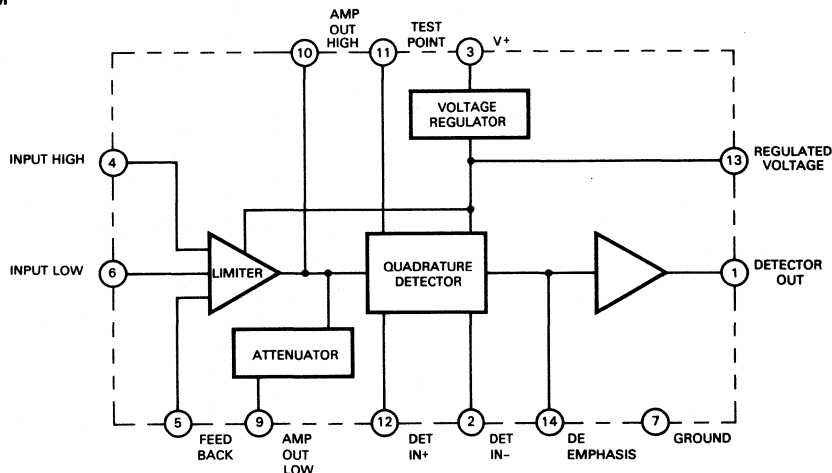 AMP
OUT
HIGH
10
11
TEST
POINT
3
V+
VOLTAGE
REGULATOR
INPUT HIGH
4
13
REGULATED
VOLTAGE
INPUT LOW
6
LIMITER
QUADRATURE
DETECTOR
1
DETECTOR
OUT
ATTENUATOR
5
FEED
BACK
9
AMP
OUT
LOW
12
DET
IN+
2
DET
IN–
14
DE
EMPHASIS
7
GROUND